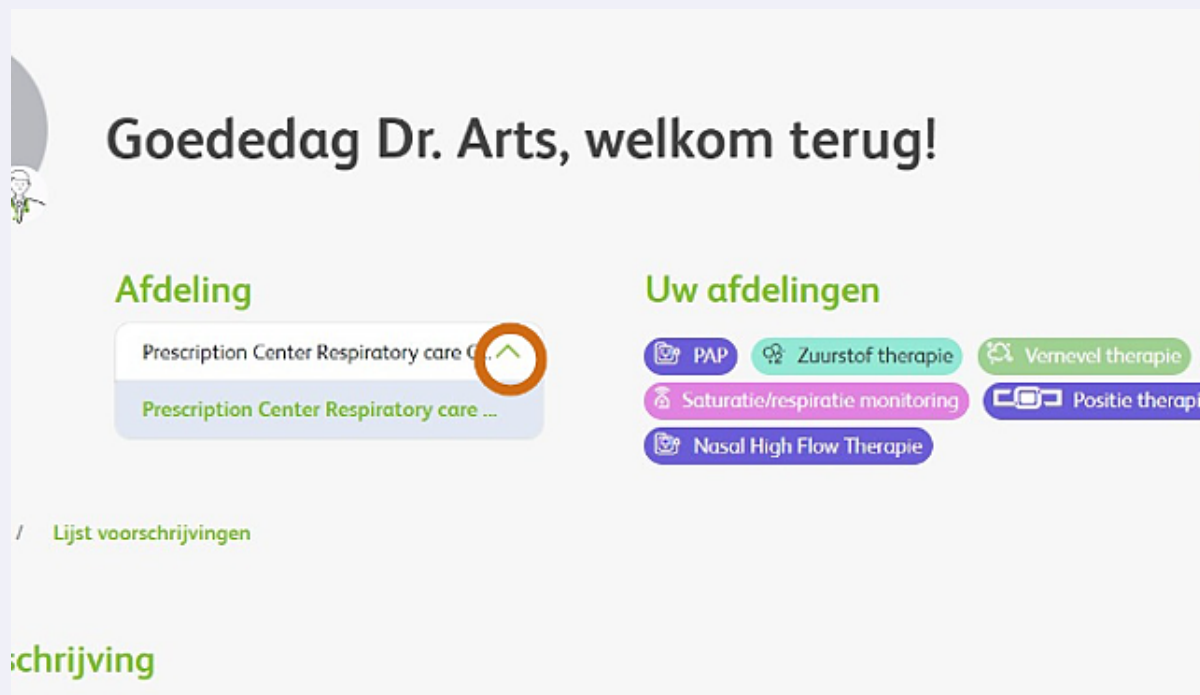 Goededag Dr. Arts, welkom terug!
Afdeling
Prescription Center Respiratory care
Prescription Center Respiratory care ...
Uw afdelingen
PAP Zuurstof therapie Vernevel therapie
Saturatie/respiratie monitoring Positie therapi
Nasal High Flow Therapie
/ Lijst voorschrijvingen
schrijving